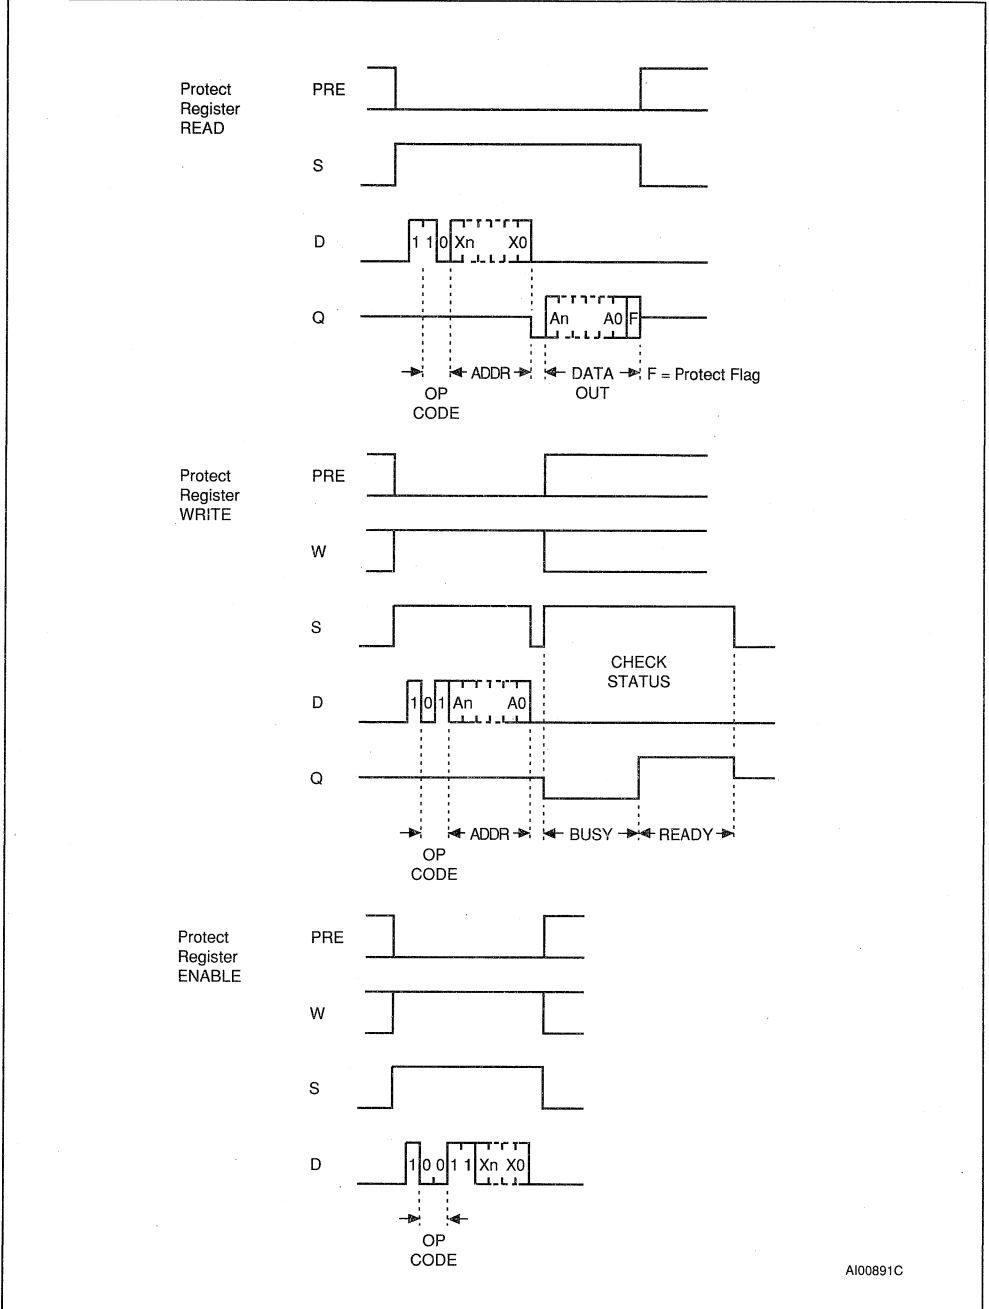 Protect
Register
READ
PRE
S
D
1 1 0 Xn X0
Q
An A0 F
ADDR
DATA
OUT
F = Protect Flag
OP
CODE
Protect
Register
WRITE
PRE
W
S
CHECK
STATUS
D
1 0 1 An A0
Q
ADDR
BUSY
READY
OP
CODE
Protect
Register
ENABLE
PRE
W
S
D
1 0 0 1 1 Xn X0
OP
CODE
AI00891C